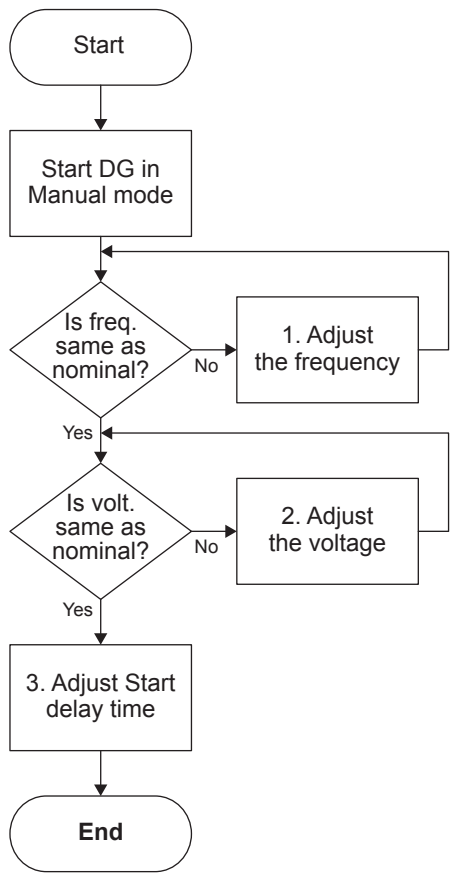 Start
Start DG in
Manual mode
Is freq.
same as
nominal?
No
1. Adjust
the frequency
Yes
Is volt.
same as
nominal?
No
2. Adjust
the voltage
Yes
3. Adjust Start
delay time
End